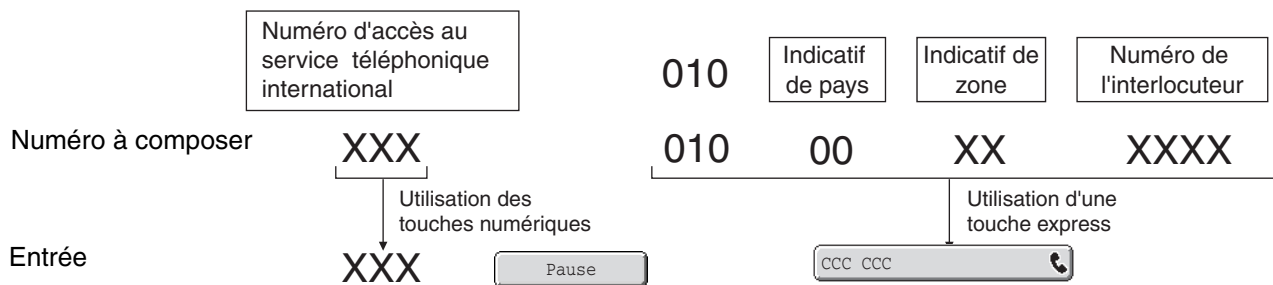 Numéro d'accès au
service téléphonique
international
010
Indicatif
de pays
Indicatif de
zone
Numéro de
l'interlocuteur
Numéro à composer
XXX
010
00
XX
XXXX
Utilisation des
touches numériques
Utilisation d'une
touche express
Entrée
XXX
Pause
CCC CCC